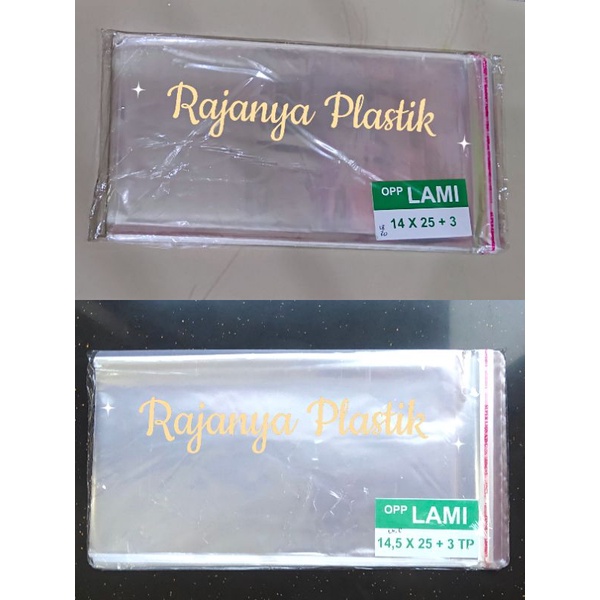 Rajanya Plastik
OPP LAMI
14 X 25 + 3
Rajanya Plastik
OPP LAMI
14,5 X 25 + 3 TP